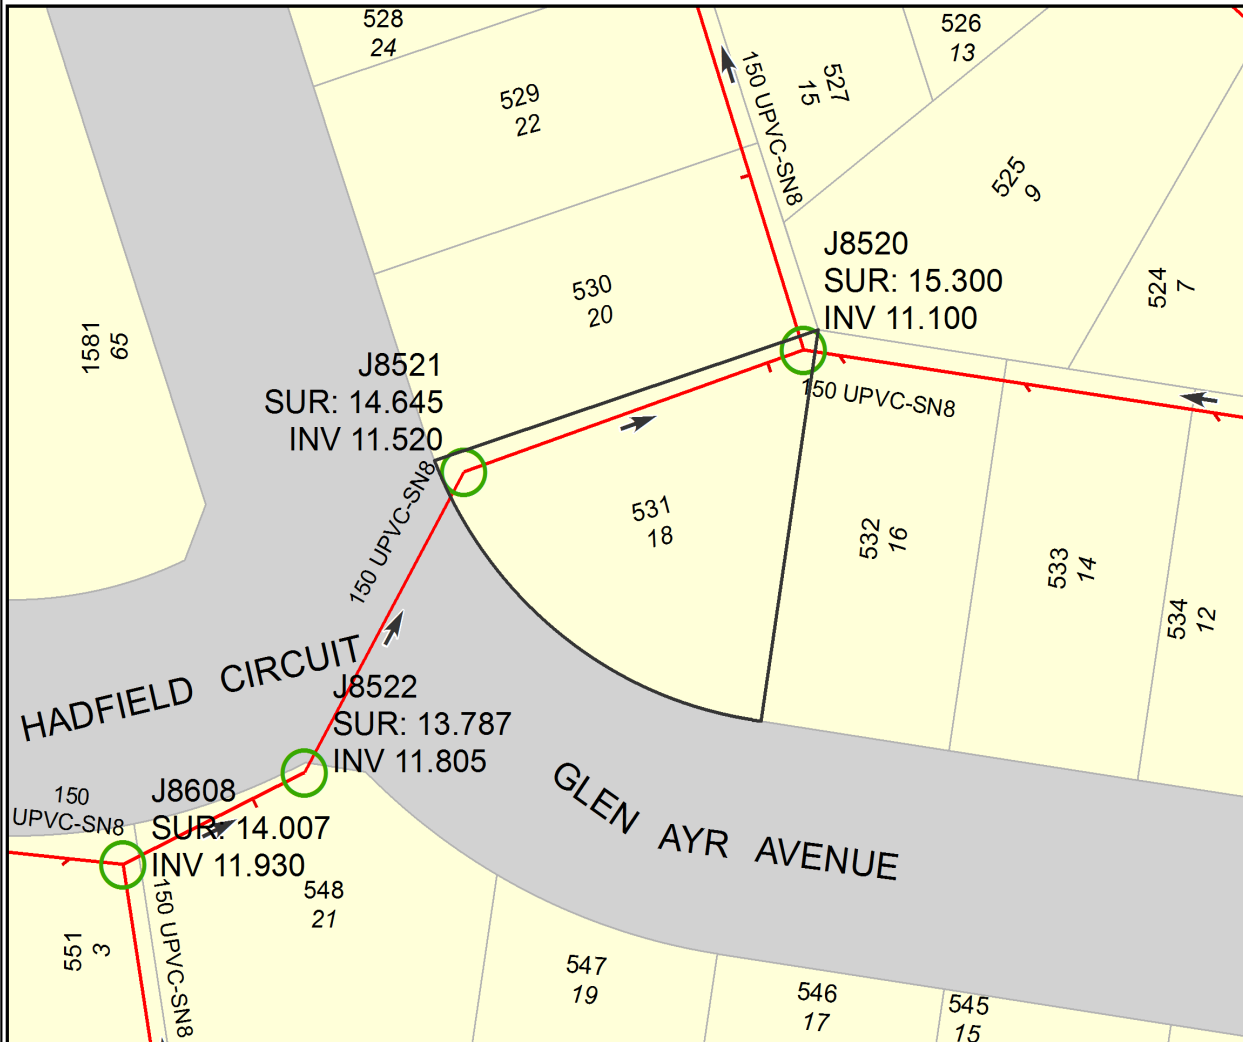 528
24
526
13
529
22
527
15
150 UPVC-SN8
525
9
524
7
530
20
J8520
SUR: 15.300
INV 11.100
1581
65
J8521
SUR: 14.645
INV 11.520
150 UPVC-SN8
150 UPVC-SN8
531
18
532
16
533
14
534
12
HADFIELD CIRCUIT
J8522
SUR: 13.787
INV 11.805
150
UPVC-SN8
J8608
SUR: 14.007
INV 11.930
GLEN AYR AVENUE
548
21
150 UPVC-SN8
551
3
547
19
546
17
545
15